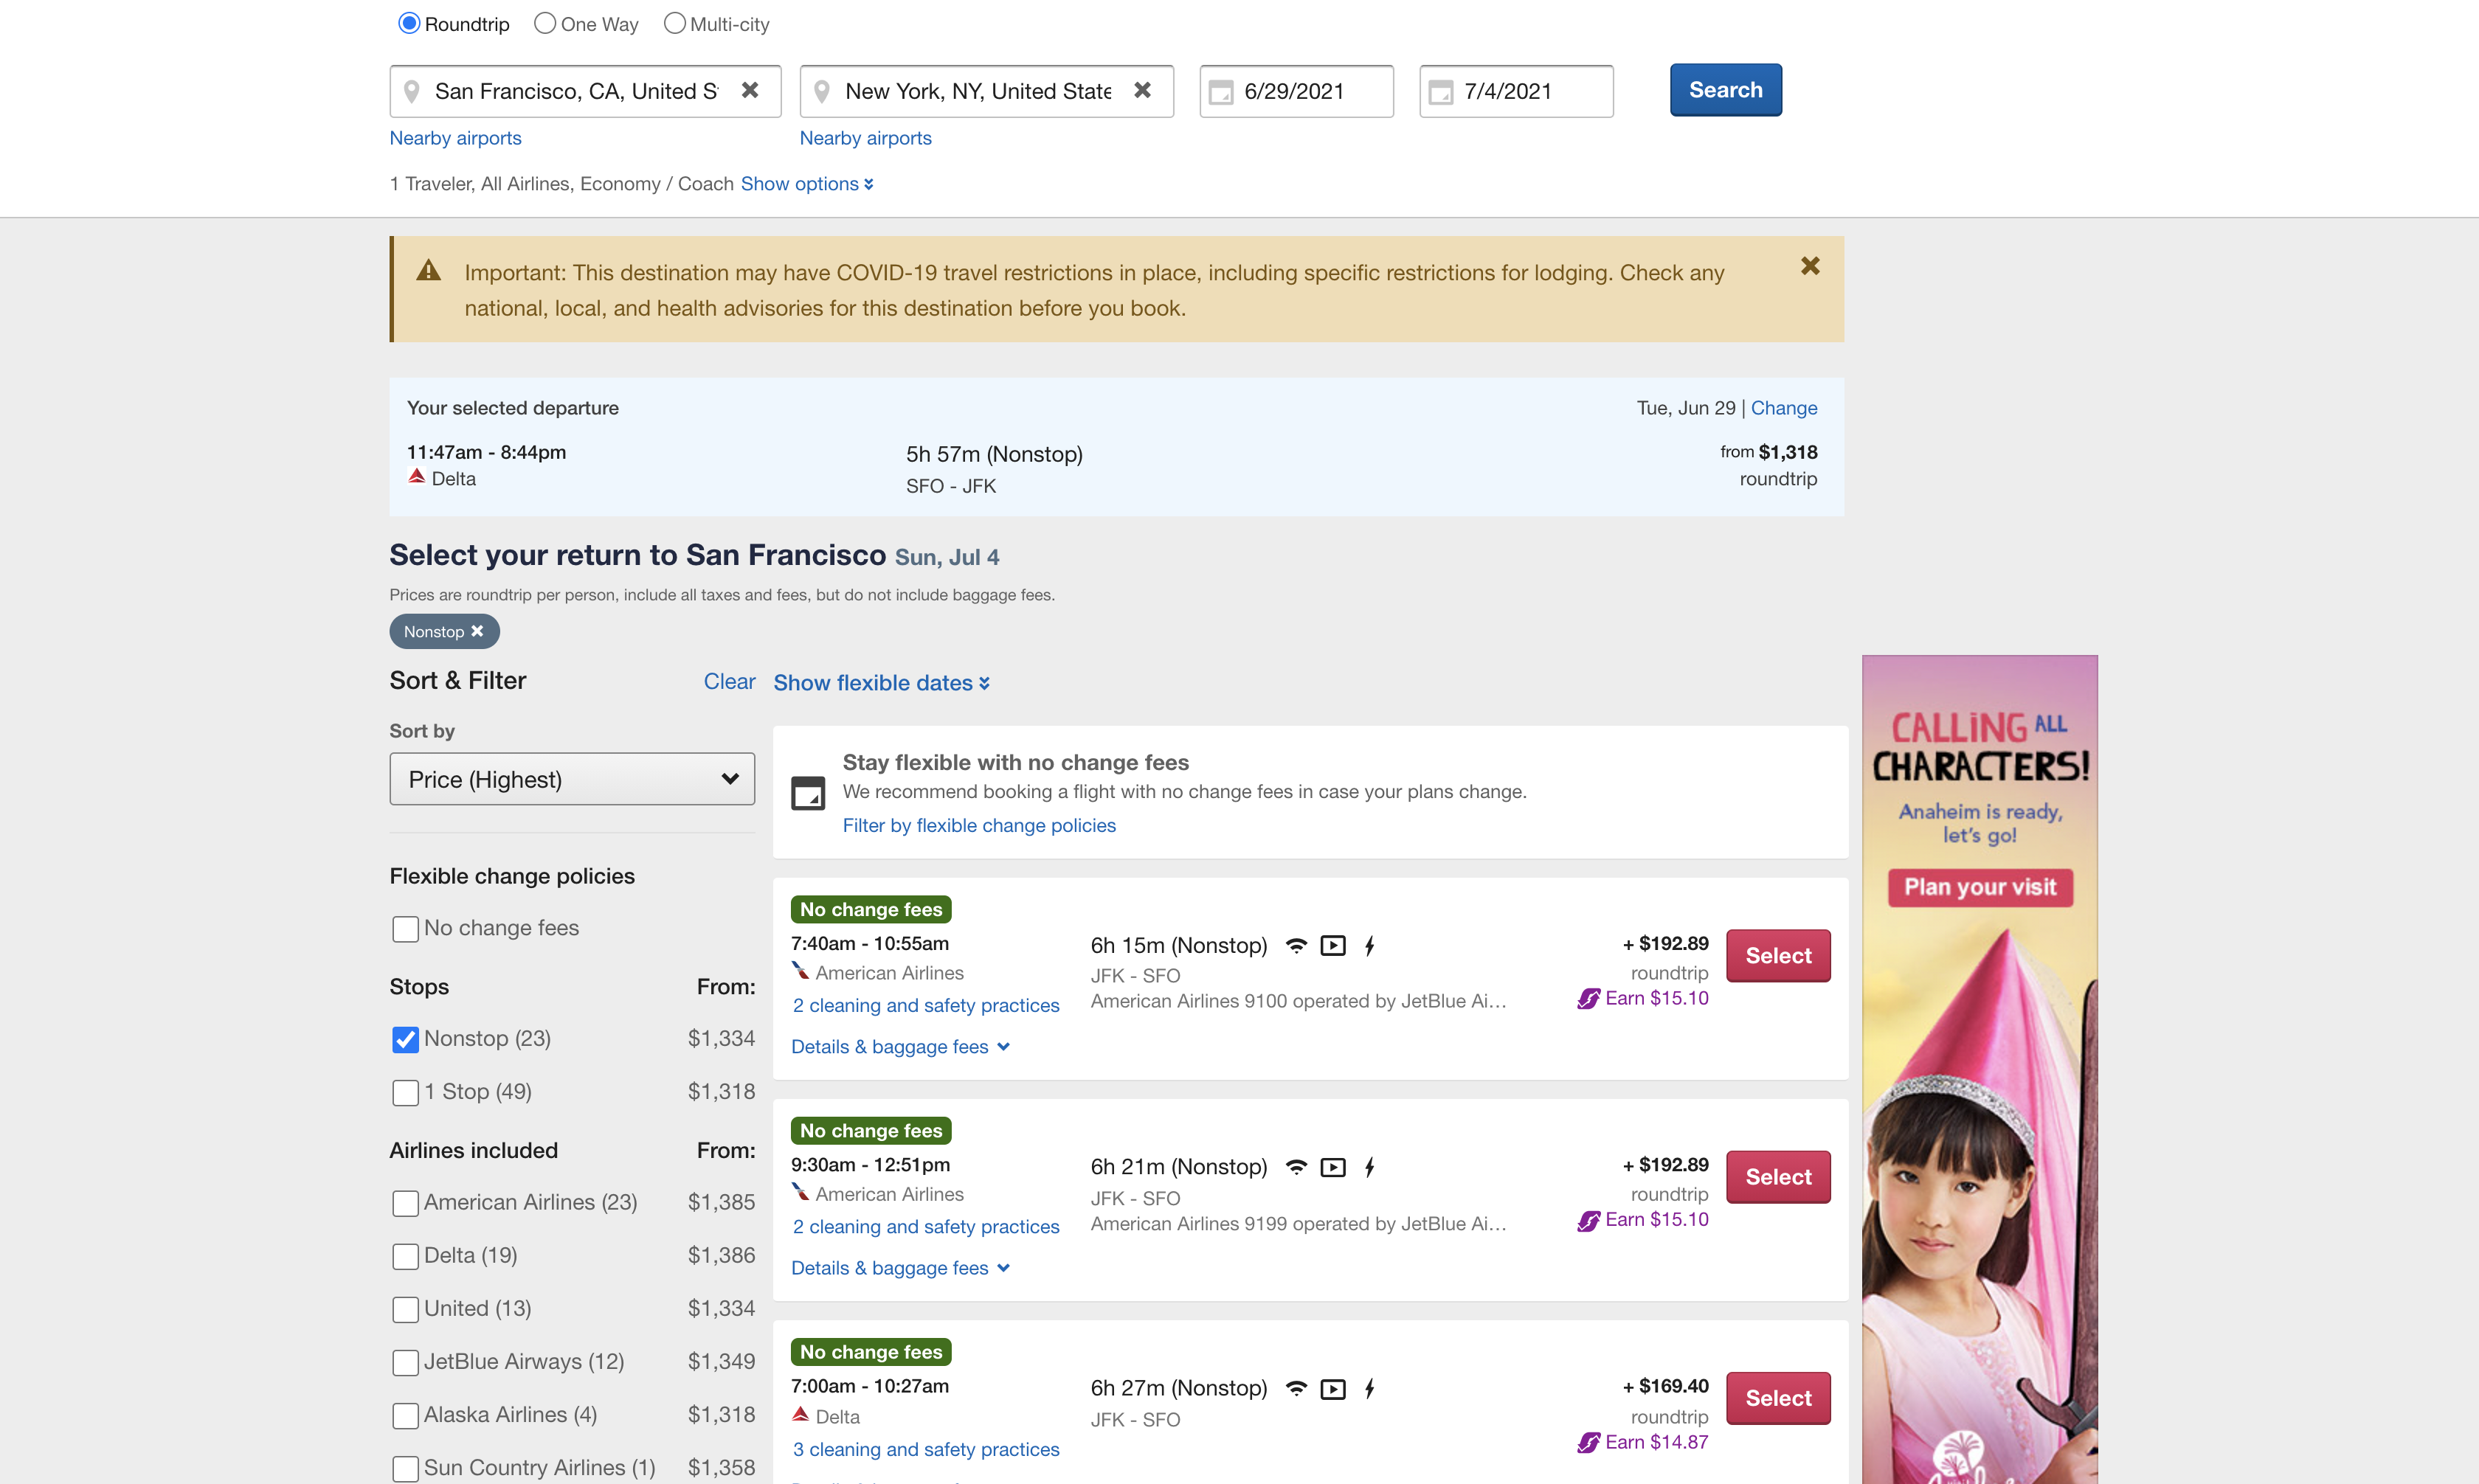 Roundtrip One Way Multi-city
San Francisco, CA, United S New York, NY, United State 6/29/2021 7/4/2021 Search
Nearby airports Nearby airports
1 Traveler, All Airlines, Economy / Coach Show options
Important: This destination may have COVID-19 travel restrictions in place, including specific restrictions for lodging. Check any
national, local, and health advisories for this destination before you book.
Your selected departure Tue, Jun 29 | Change
11:47am - 8:44pm 5h 57m (Nonstop) from $1,318
Delta SFO - JFK roundtrip
Select your return to San Francisco Sun, Jul 4
Prices are roundtrip per person, include all taxes and fees, but do not include baggage fees.
Nonstop
Sort & Filter Clear
Sort by
Price (Highest)
Flexible change policies
No change fees
Stops From:
Nonstop (23) $1,334
1 Stop (49) $1,318
Airlines included From:
American Airlines (23) $1,385
Delta (19) $1,386
United (13) $1,334
JetBlue Airways (12) $1,349
Alaska Airlines (4) $1,318
Sun Country Airlines (1) $1,358
Show flexible dates
Stay flexible with no change fees
We recommend booking a flight with no change fees in case your plans change.
Filter by flexible change policies
No change fees
7:40am - 10:55am 6h 15m (Nonstop) + $192.89 Select
American Airlines JFK - SFO roundtrip
2 cleaning and safety practices American Airlines 9100 operated by JetBlue Ai... Earn $15.10
Details & baggage fees
No change fees
9:30am - 12:51pm 6h 21m (Nonstop) + $192.89 Select
American Airlines JFK - SFO roundtrip
2 cleaning and safety practices American Airlines 9199 operated by JetBlue Ai... Earn $15.10
Details & baggage fees
No change fees
7:00am - 10:27am 6h 27m (Nonstop) + $169.40 Select
Delta JFK - SFO roundtrip
3 cleaning and safety practices Earn $14.87
CALLiNG ALL
CHARACTERS!
Anaheim is ready,
let's go!
Plan your visit